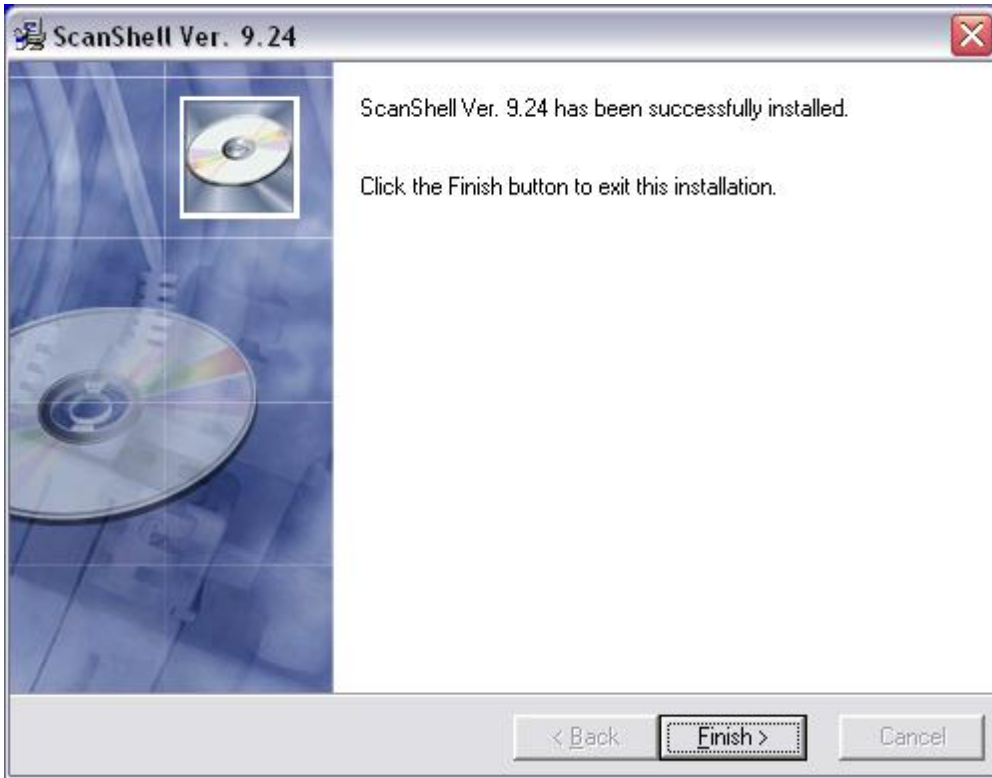 ScanShell Ver. 9.24
ScanShell Ver. 9.24 has been successfully installed.
Click the Finish button to exit this installation.
< Back
Finish >
Cancel